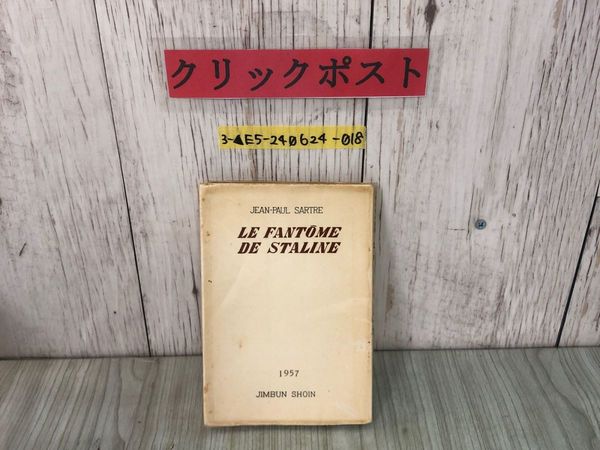 クリックポスト
3-▲E5-240624-018
JEAN-PAUL SARTRE
LE FANTÔME
DE STALINE
1957
JIMBUN SHOIN